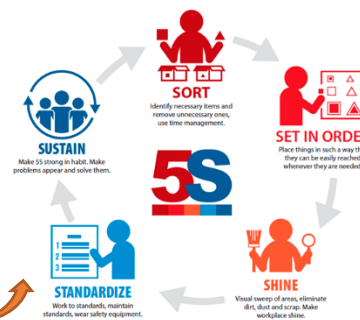 SORT
Identify necessary items and
remove unnecessary ones,
use time management.
SET IN ORDE
Place things in such a way th
they can be easily reached
whenever they are needed
SHINE
Visual sweep of areas, eliminate
dirt, dust and scrap. Make
workplace shine.
1
2
3
STANDARDIZE
Work to standards, maintain
standards, wear safety equipment.
SUSTAIN
Make 5S strong in habit. Make
problems appear and solve them.
5S